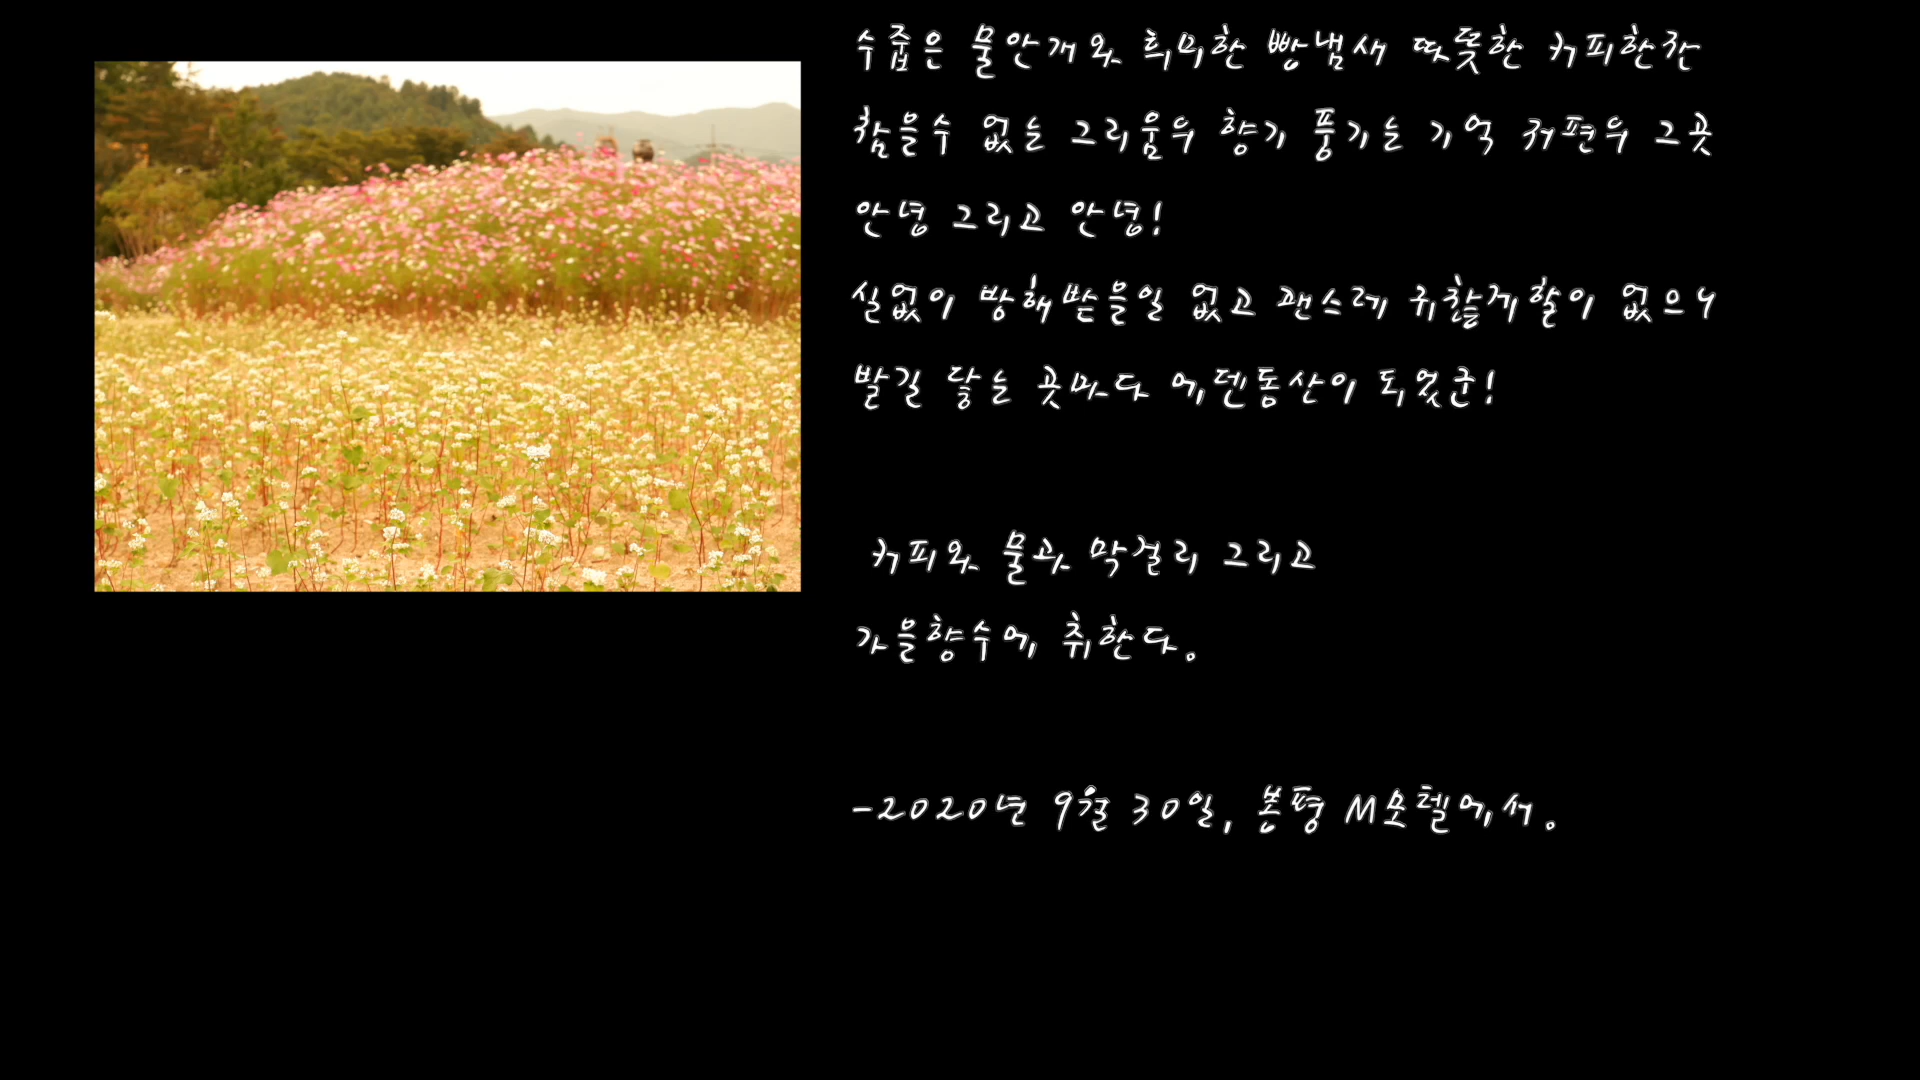 수줍은 물안개와 희미한 빵냄새 따뜻한 커피한잔
참을수 없는 그리움의 향기 풍기는 기억 저편의 그곳
안녕 그리고 안녕!
실없이 방해받을일 없고 괜스레 귀찮게할이 없으니
발길 닿는 곳마다 에덴동산이 되었군!
커피와 물과 막걸리 그리고
가을향수에 취한다.
-2020년 9월 30일, 봉평 M모텔에서.